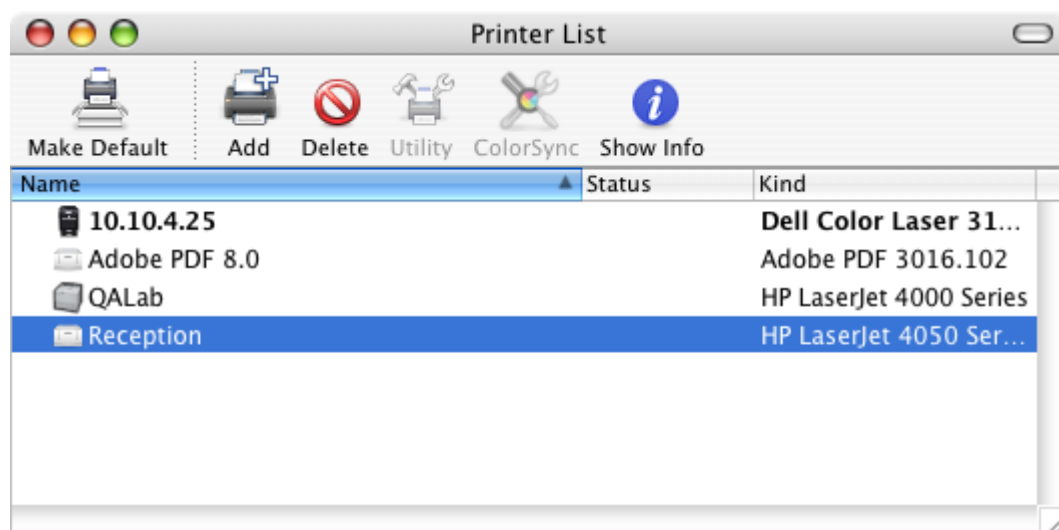 Printer List
Make Default Add Delete Utility ColorSync Show Info
Name Status Kind
10.10.4.25 Dell Color Laser 31...
Adobe PDF 8.0 Adobe PDF 3016.102
QALab HP LaserJet 4000 Series
Reception HP LaserJet 4050 Ser...